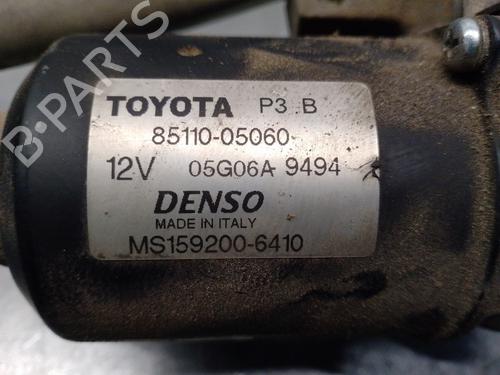 TOYOTA P3 .B
85110-05060
12V 05G06A 9494
DENSO
MADE IN ITALY
MS159200-6410
B-PARTS